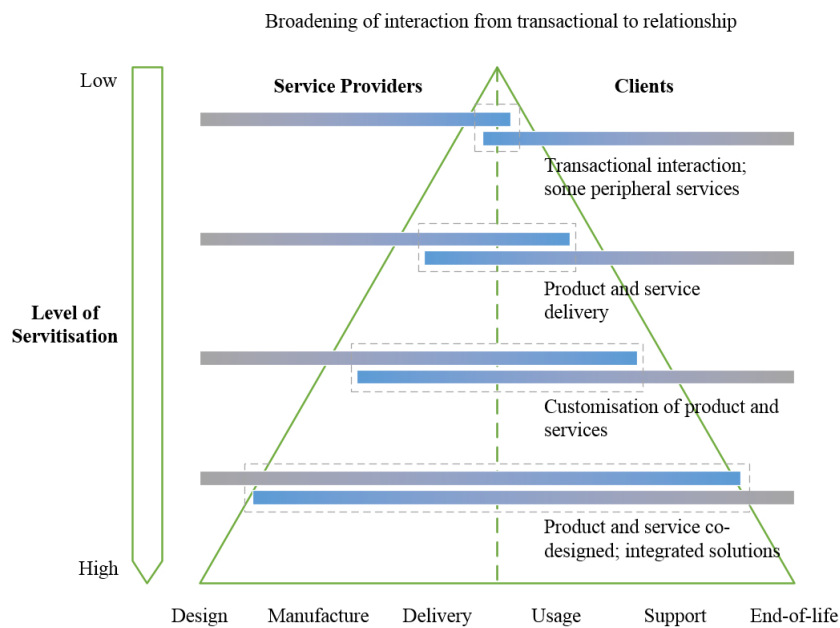 Broadening of interaction from transactional to relationship
Low
Service Providers
Clients
Transactional interaction;
some peripheral services
Product and service
delivery
Level of
Servitisation
Customisation of product and
services
Product and service co-
designed; integrated solutions
High
Design
Manufacture
Delivery
Usage
Support
End-of-life